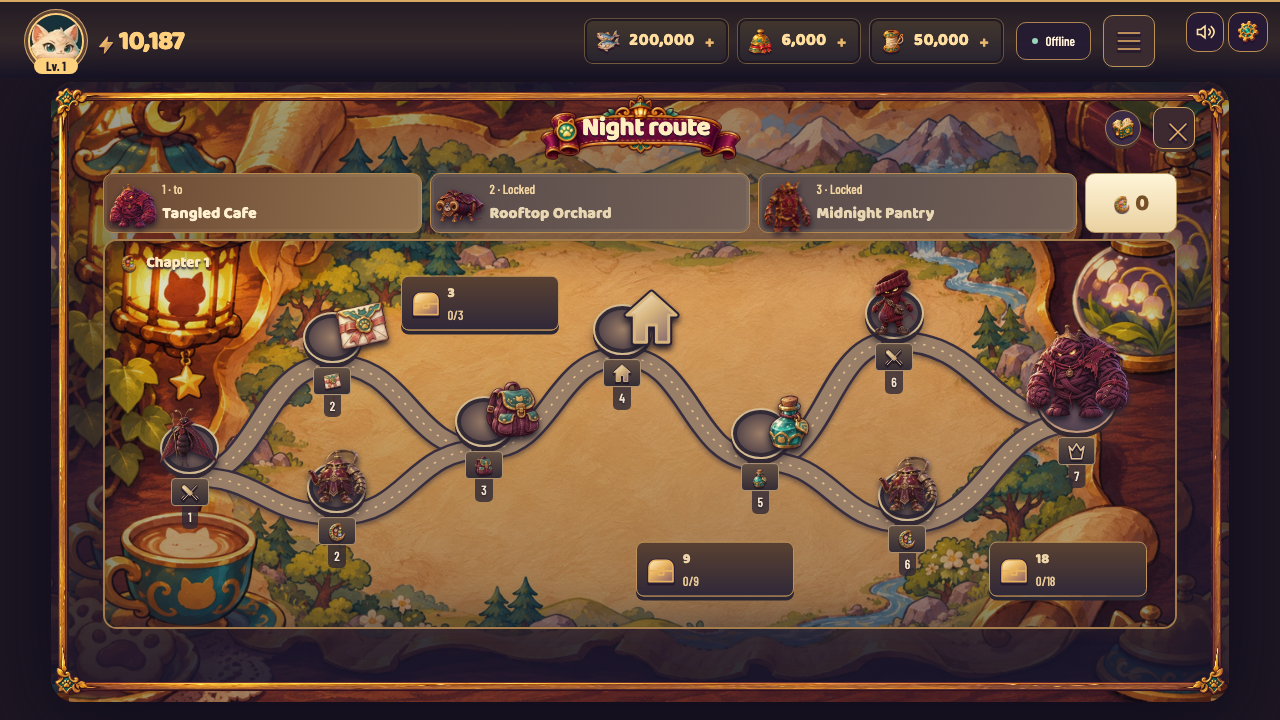 10,187
Lv. 1
200,000 +
6,000 +
50,000 +
Offline
Night route
1 · to
Tangled Cafe
2 · Locked
Rooftop Orchard
3 · Locked
Midnight Pantry
0
Chapter 1
3
0/3
2
4
6
1
3
5
7
2
6
9
0/9
18
0/18